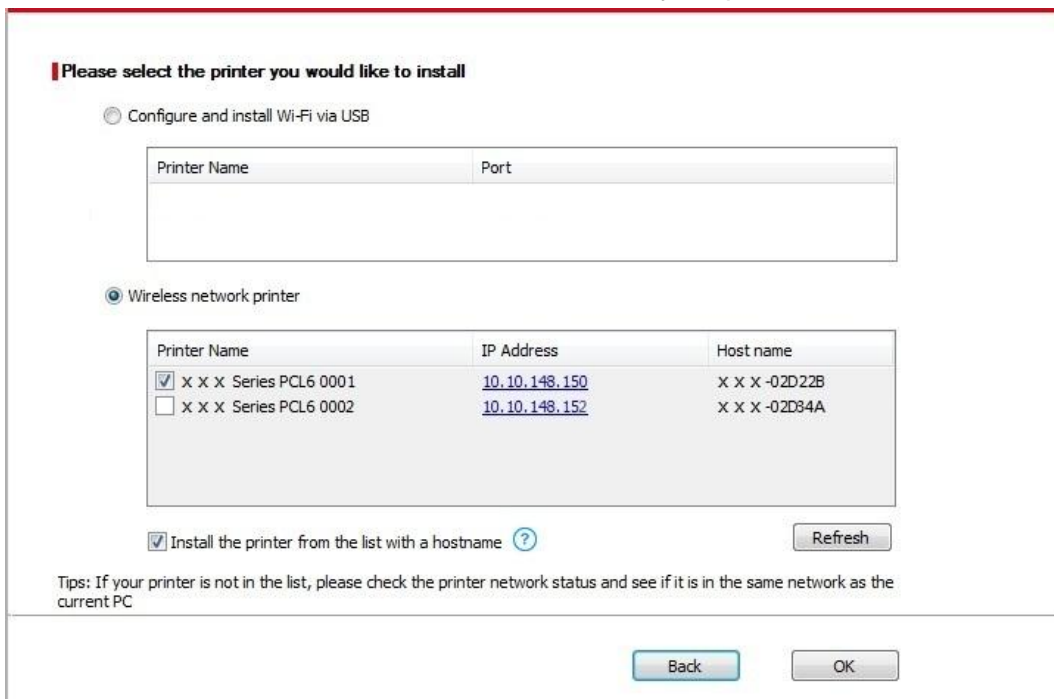 Please select the printer you would like to install
Configure and install Wi-Fi via USB
Printer Name Port
Wireless network printer
Printer Name IP Address Host name
X X X Series PCL6 0001 10.10.148.150 X X X -02D22B
X X X Series PCL6 0002 10.10.148.152 X X X -02D34A
Install the printer from the list with a hostname ?
Refresh
Tips: If your printer is not in the list, please check the printer network status and see if it is in the same network as the
current PC
Back OK